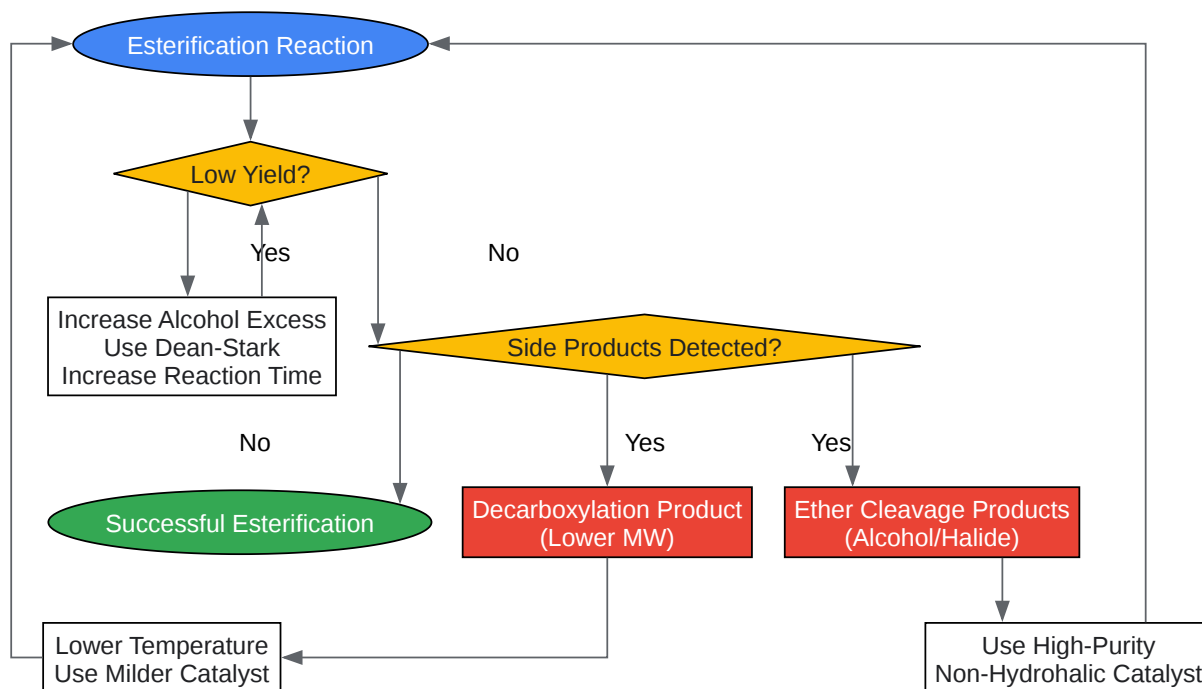 Esterification Reaction
Low Yield?
Yes
No
Increase Alcohol Excess
Use Dean-Stark
Increase Reaction Time
Side Products Detected?
No
Yes
Yes
Successful Esterification
Decarboxylation Product
(Lower MW)
Ether Cleavage Products
(Alcohol/Halide)
Lower Temperature
Use Milder Catalyst
Use High-Purity
Non-Hydrohalic Catalyst